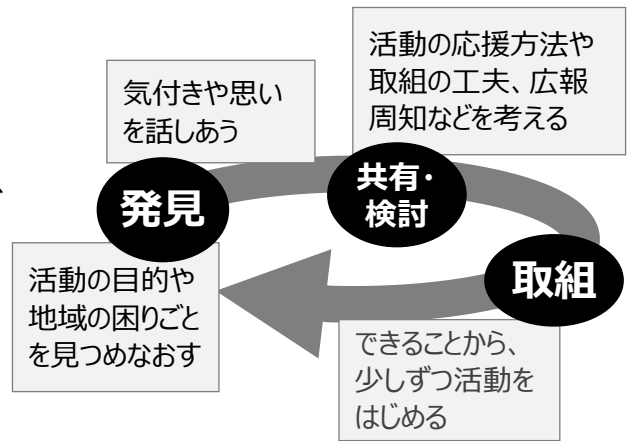 気付きや思い
を話しあう
活動の応援方法や
取組の工夫、広報
周知などを考える
発見
共有・
検討
取組
活動の目的や
地域の困りごと
を見つめなおす
できることから、
少しずつ活動を
はじめる